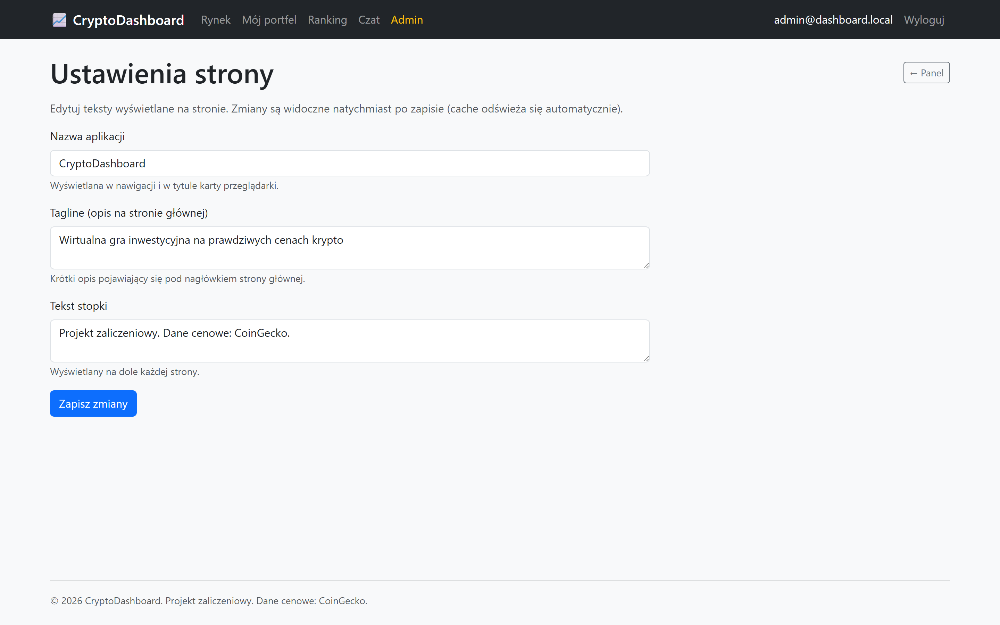 CryptoDashboard Rynek Mój portfel Ranking Czat Admin admin@dashboard.local Wyloguj
Ustawienia strony
← Panel
Edytuj teksty wyświetlane na stronie. Zmiany są widoczne natychmiast po zapisie (cache odświeża się automatycznie).
Nazwa aplikacji
CryptoDashboard
Wyświetlana w nawigacji i w tytule karty przeglądarki.
Tagline (opis na stronie głównej)
Wirtualna gra inwestycyjna na prawdziwych cenach krypto
Krótki opis pojawiający się pod nagłówkiem strony głównej.
Tekst stopki
Projekt zaliczeniowy. Dane cenowe: CoinGecko.
Wyświetlany na dole każdej strony.
Zapisz zmiany
© 2026 CryptoDashboard. Projekt zaliczeniowy. Dane cenowe: CoinGecko.